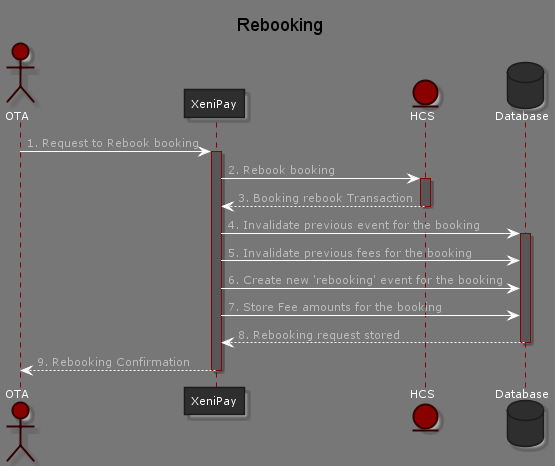 Rebooking
OTA
XeniPay
HCS
Database
1. Request to Rebook booking
2. Rebook booking
3. Booking rebook Transaction
4. Invalidate previous event for the booking
5. Invalidate previous fees for the booking
6. Create new 'rebooking' event for the booking
7. Store Fee amounts for the booking
8. Rebooking request stored
9. Rebooking Confirmation
OTA
XeniPay
HCS
Database